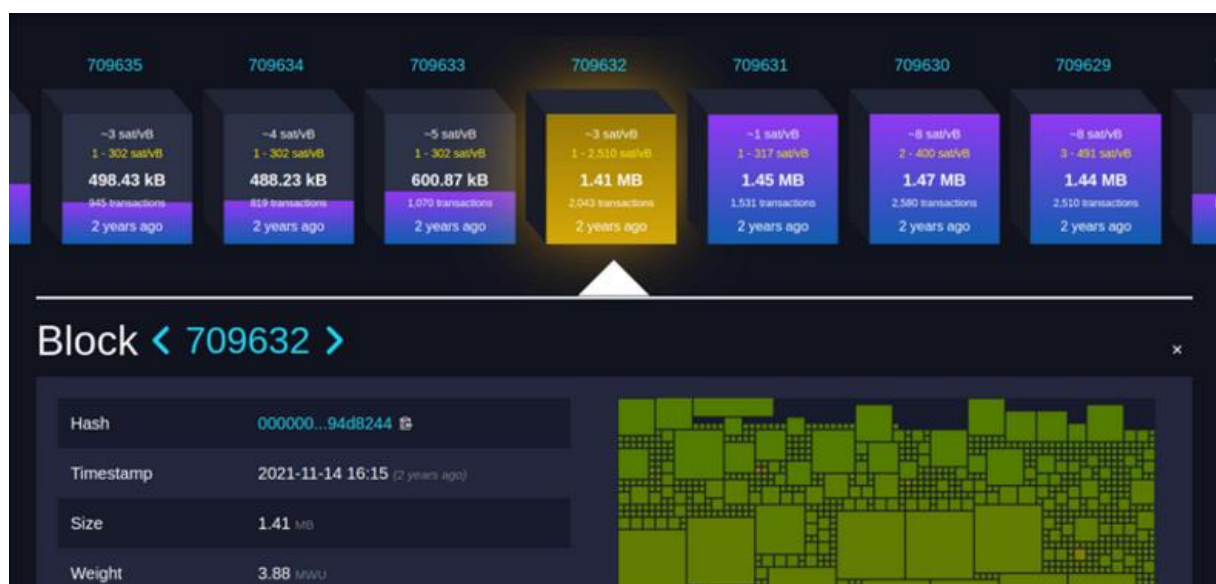 709635 709634 709633 709632 709631 709630 709629
~3 sat/vB ~4 sat/vB ~5 sat/vB ~3 sat/vB ~1 sat/vB ~8 sat/vB ~8 sat/vB
1 - 302 sat/vB 1 - 302 sat/vB 1 - 302 sat/vB 1 - 2,510 sat/vB 1 - 317 sat/vB 2 - 400 sat/vB 3 - 491 sat/vB
498.43 kB 488.23 kB 600.87 kB 1.41 MB 1.45 MB 1.47 MB 1.44 MB
945 transactions 819 transactions 1,070 transactions 2,043 transactions 1,531 transactions 2,580 transactions 2,510 transactions
2 years ago 2 years ago 2 years ago 2 years ago 2 years ago 2 years ago 2 years ago
Block < 709632 >
×
Hash 000000...94d8244
Timestamp 2021-11-14 16:15 (2 years ago)
Size 1.41 MB
Weight 3.88 MWU